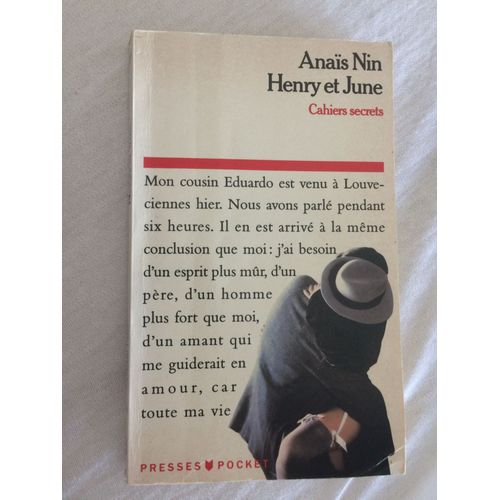 Anaïs Nin
Henry et June
Cahiers secrets
Mon cousin Eduardo est venu à Louve-
ciennes hier. Nous avons parlé pendant
six heures. Il en est arrivé à la même
conclusion que moi: j'ai besoin
d'un esprit plus mûr, d'un
père, d'un homme
plus fort que moi,
d'un amant qui
me guiderait en
amour, car
toute ma vie
PRESSES POCKET